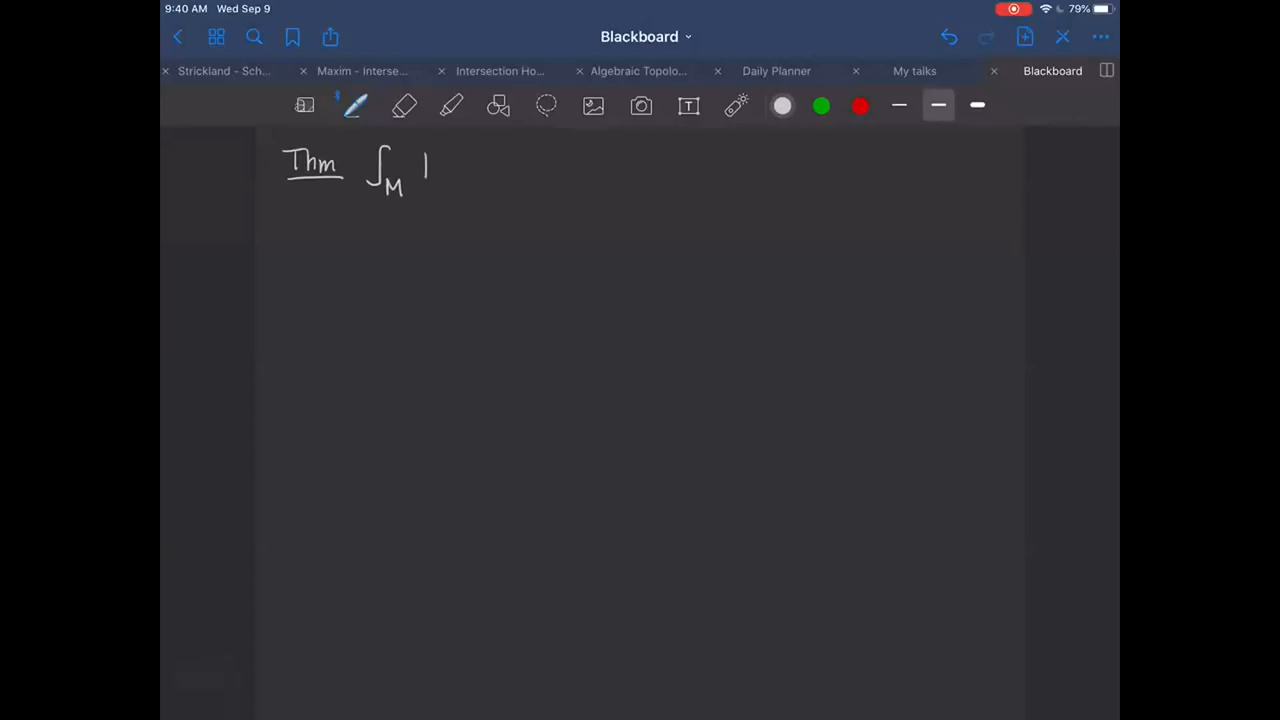 9:40 AM Wed Sep 9 79%
Blackboard
Strickland - Sch... Maxim - Interse... Intersection Ho... Algebraic Topolo... Daily Planner My talks Blackboard
T
Thm ∫_M